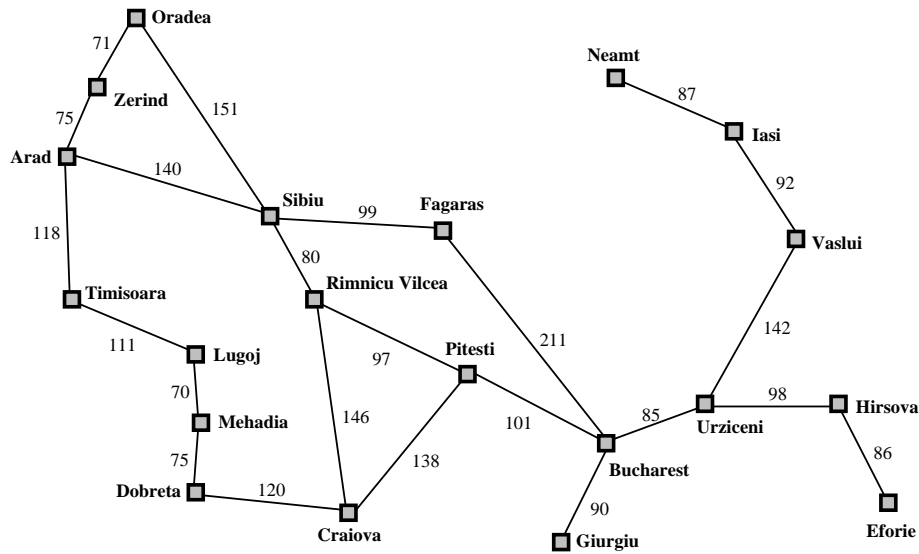 Oradea
71
Neamt
Zerind
87
151
75
Iasi
Arad
140
92
Sibiu
Fagaras
99
118
Vaslui
80
Timisoara
Rimnicu Vilcea
142
111
Lugoj
97
Pitesti
211
70
98
Hirsova
146
101
85
Urziceni
Mehadia
138
86
75
Bucharest
120
Dobreta
90
Craiova
Eforie
Giurgiu